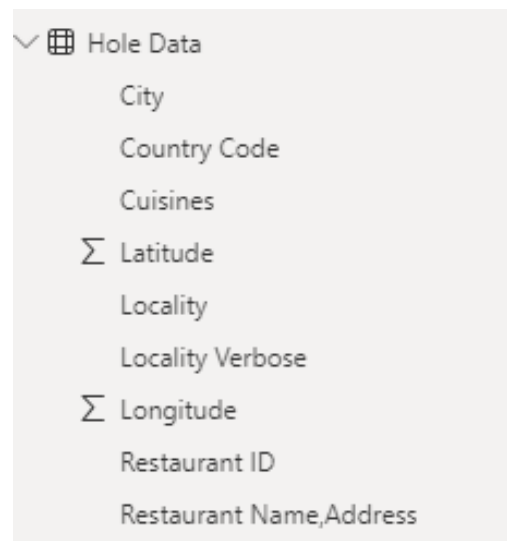 Hole Data
City
Country Code
Cuisines
Σ Latitude
Locality
Locality Verbose
Σ Longitude
Restaurant ID
Restaurant Name,Address